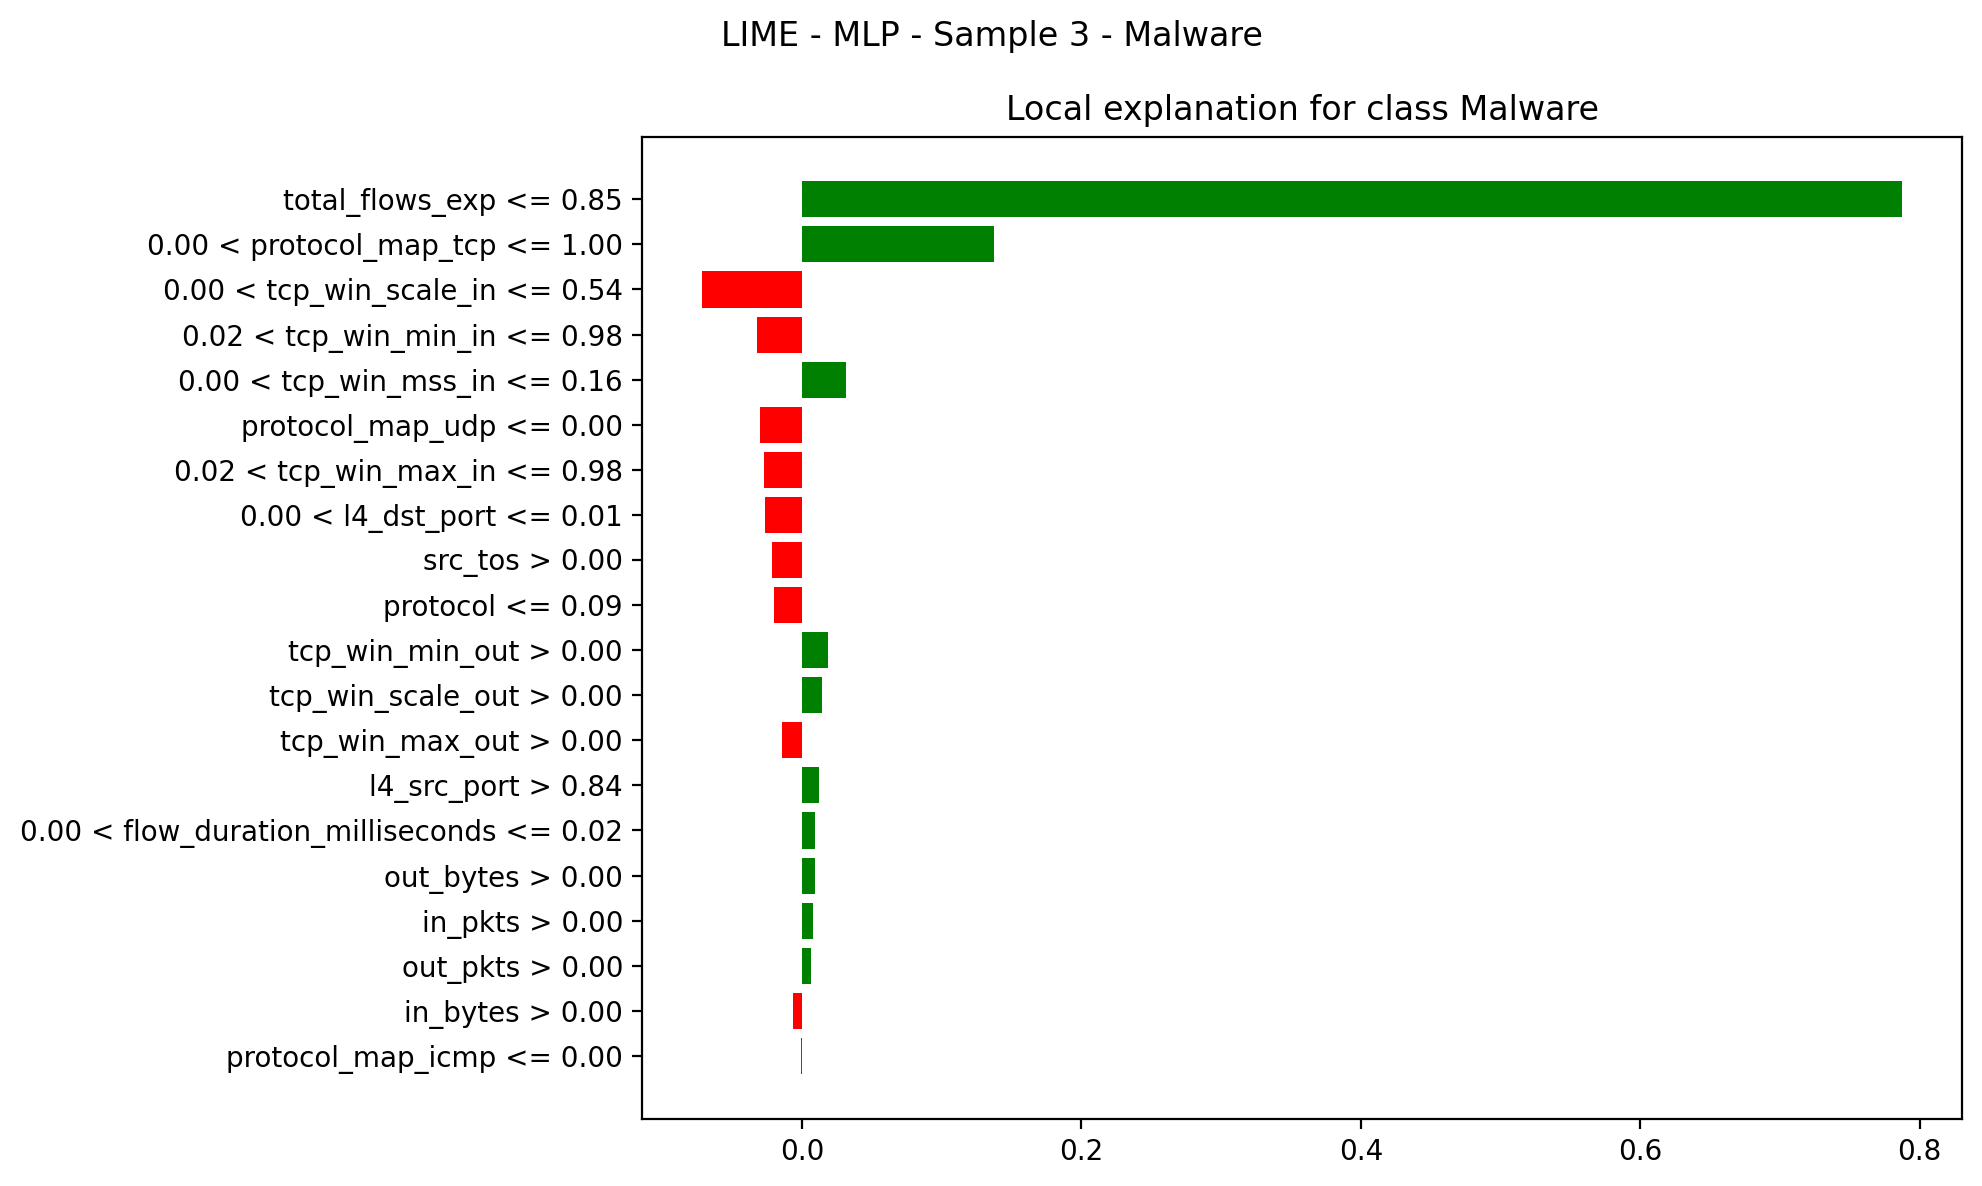 LIME - MLP - Sample 3 - Malware
Local explanation for class Malware
total_flows_exp <= 0.85
0.00 < protocol_map_tcp <= 1.00
0.00 < tcp_win_scale_in <= 0.54
0.02 < tcp_win_min_in <= 0.98
0.00 < tcp_win_mss_in <= 0.16
protocol_map_udp <= 0.00
0.02 < tcp_win_max_in <= 0.98
0.00 < l4_dst_port <= 0.01
src_tos > 0.00
protocol <= 0.09
tcp_win_min_out > 0.00
tcp_win_scale_out > 0.00
tcp_win_max_out > 0.00
l4_src_port > 0.84
0.00 < flow_duration_milliseconds <= 0.02
out_bytes > 0.00
in_pkts > 0.00
out_pkts > 0.00
in_bytes > 0.00
protocol_map_icmp <= 0.00
0.0 0.2 0.4 0.6 0.8